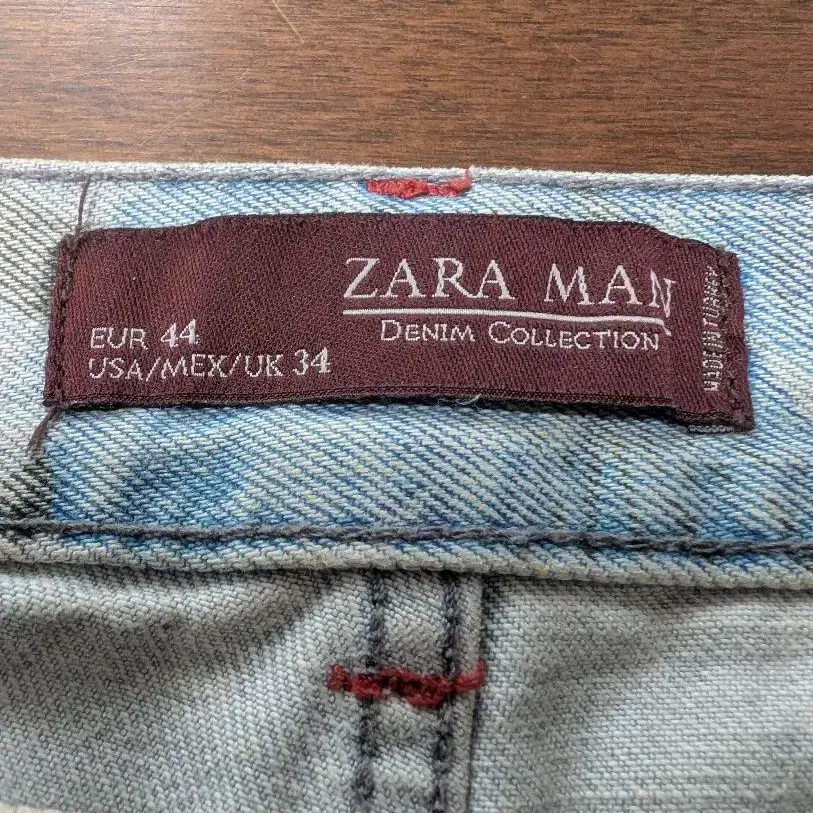 ZARA MAN
DENIM COLLECTION
EUR 44
USA/MEX/UK 34
MADE IN TURKEY